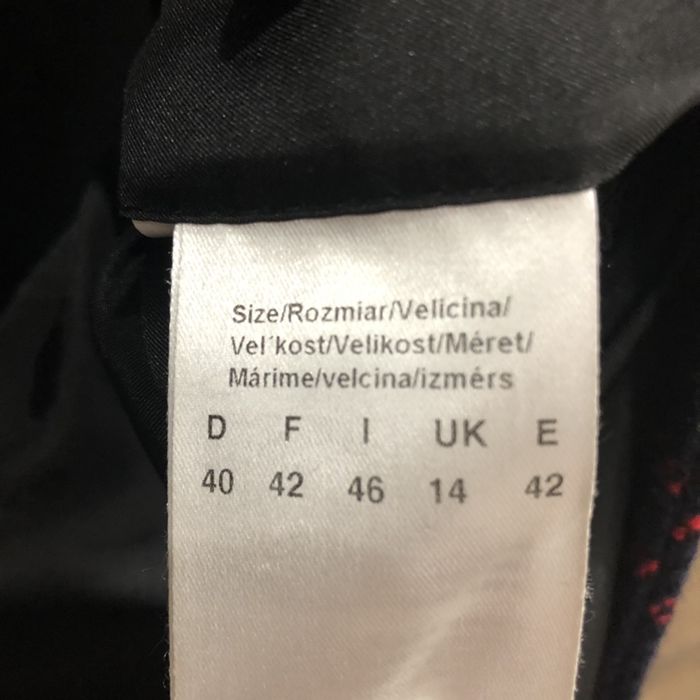 Size/Rozmiar/Velicina/
Vel´kost/Velikost/Méret/
Márime/velcina/izmérs
D F I UK E
40 42 46 14 42